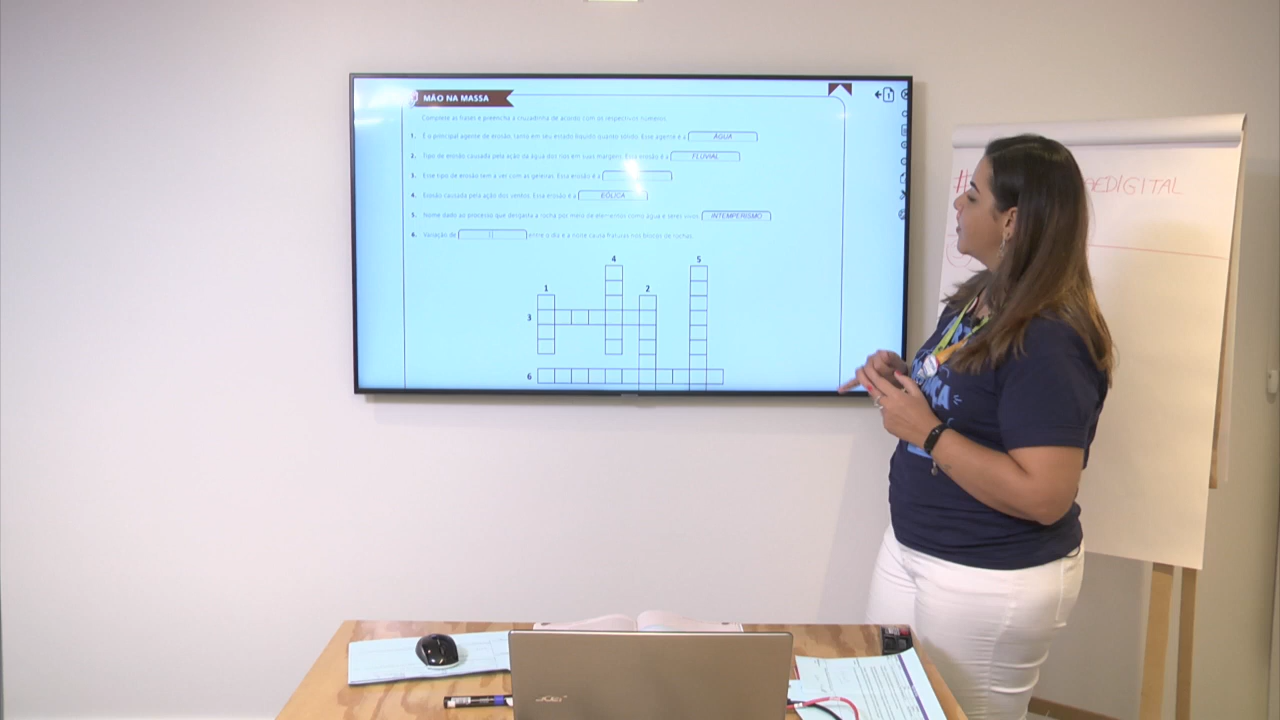 MÃO NA MASSA
Complete as frases e preencha a cruzadinha de acordo com os respectivos números.
1. É o principal agente de erosão, tanto em seu estado líquido quanto sólido. Esse agente é a ÁGUA
2. Tipo de erosão causada pela ação da água dos rios em suas margens. Essa erosão é a FLUVIAL
3. Esse tipo de erosão tem a ver com as geleiras. Essa erosão é a
4. Erosão causada pela ação dos ventos. Essa erosão é a EÓLICA
5. Nome dado ao processo que desgasta a rocha por meio de elementos como água e seres vivos. INTEMPERISMO
6. Variação de entre o dia e a noite causa fraturas nos blocos de rochas.
4 5
1 2
3
6
#
EDIGITAL
acer